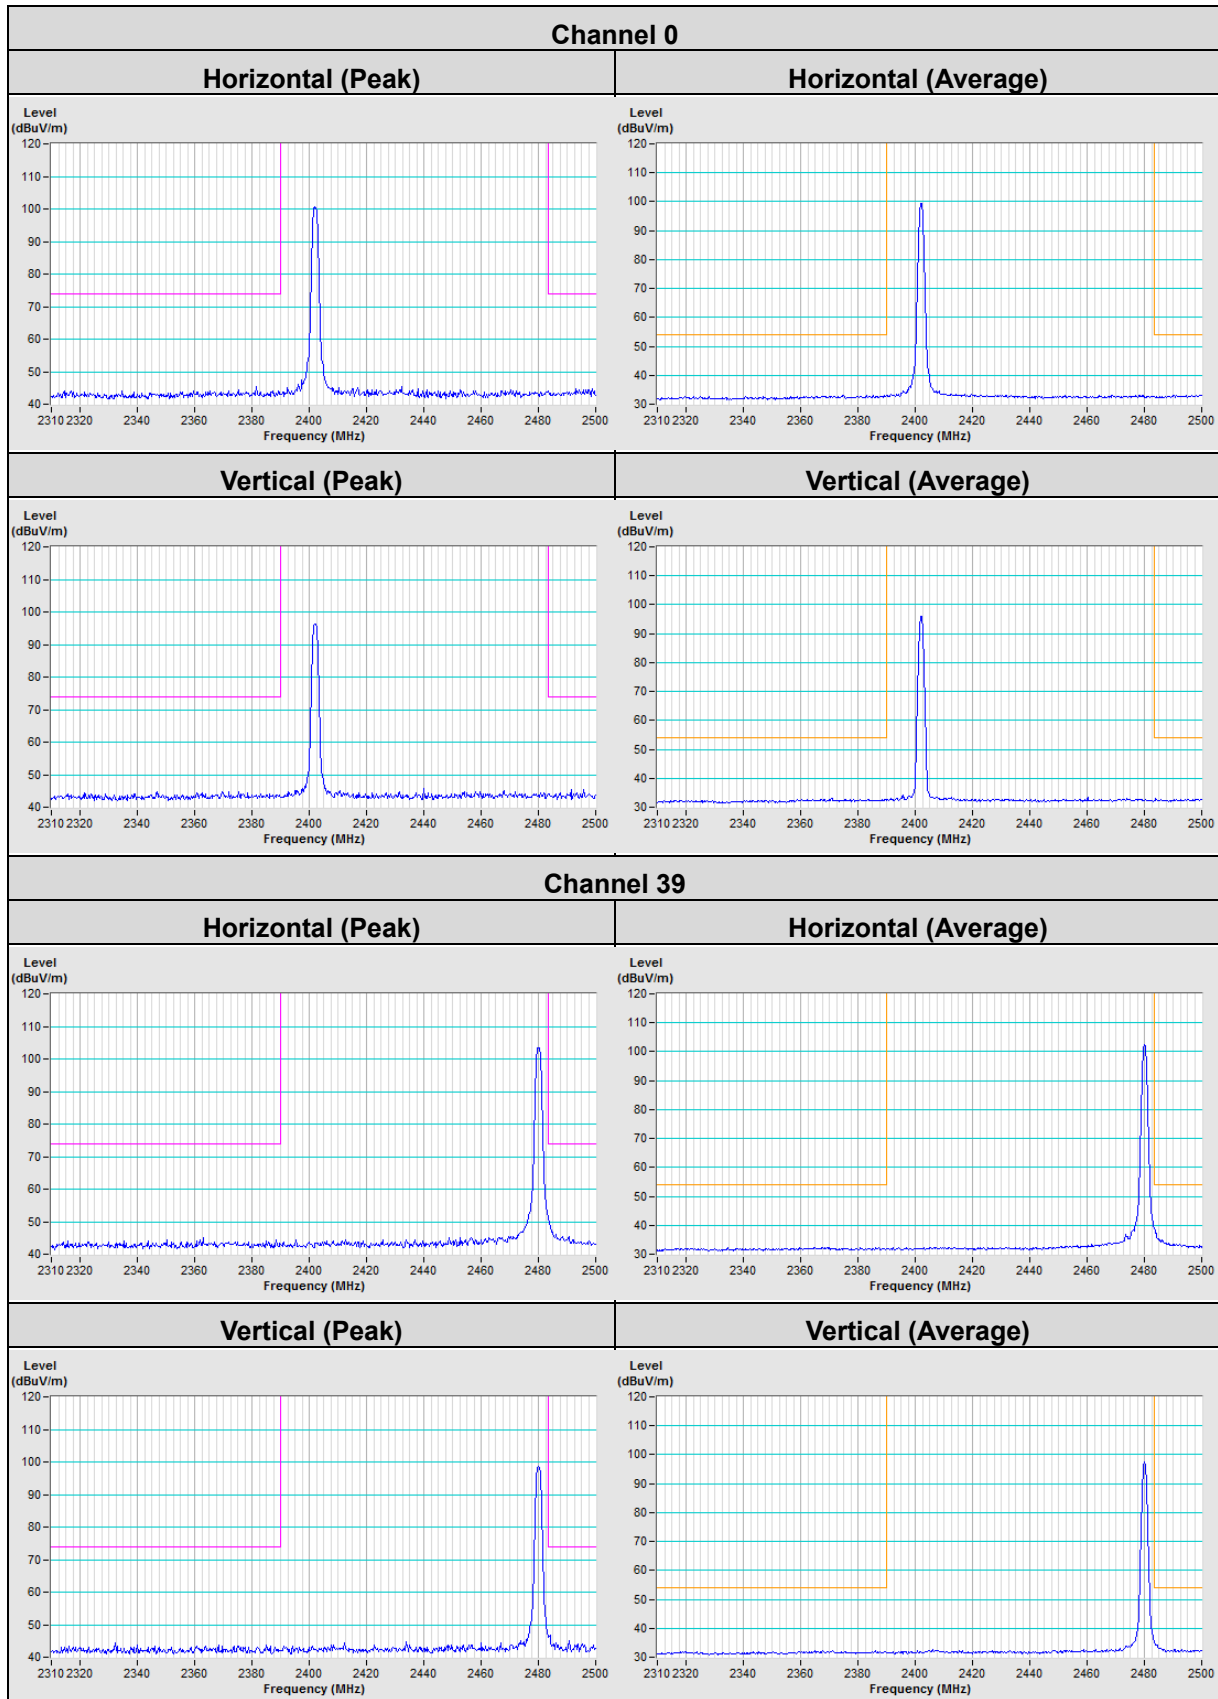 Channel 0
Horizontal (Peak) Horizontal (Average)
Level Level
(dBuV/m) (dBuV/m)
120 120
110 110
100 100
90 90
80 80
70 70
60 60
50 50
40 40
30
2310 2320 2340 2360 2380 2400 2420 2440 2460 2480 2500 2310 2320 2340 2360 2380 2400 2420 2440 2460 2480 2500
Frequency (MHz) Frequency (MHz)
Vertical (Peak) Vertical (Average)
Level Level
(dBuV/m) (dBuV/m)
120 120
110 110
100 100
90 90
80 80
70 70
60 60
50 50
40 40
30
2310 2320 2340 2360 2380 2400 2420 2440 2460 2480 2500 2310 2320 2340 2360 2380 2400 2420 2440 2460 2480 2500
Frequency (MHz) Frequency (MHz)
Channel 39
Horizontal (Peak) Horizontal (Average)
Level Level
(dBuV/m) (dBuV/m)
120 120
110 110
100 100
90 90
80 80
70 70
60 60
50 50
40 40
30
2310 2320 2340 2360 2380 2400 2420 2440 2460 2480 2500 2310 2320 2340 2360 2380 2400 2420 2440 2460 2480 2500
Frequency (MHz) Frequency (MHz)
Vertical (Peak) Vertical (Average)
Level Level
(dBuV/m) (dBuV/m)
120 120
110 110
100 100
90 90
80 80
70 70
60 60
50 50
40 40
30
2310 2320 2340 2360 2380 2400 2420 2440 2460 2480 2500 2310 2320 2340 2360 2380 2400 2420 2440 2460 2480 2500
Frequency (MHz) Frequency (MHz)